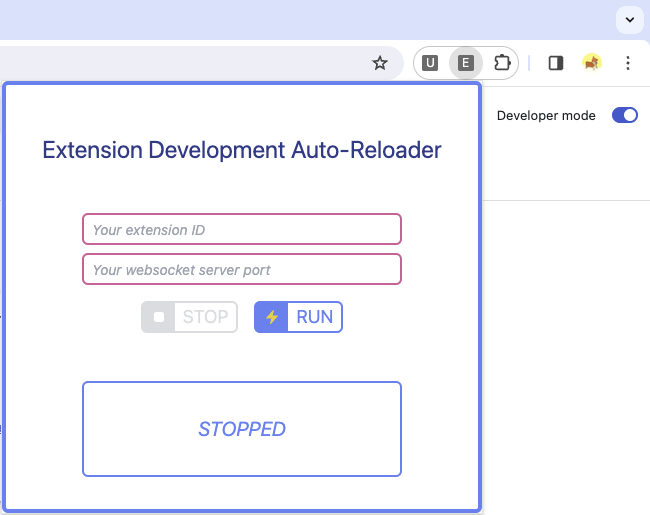 U
E
Developer mode
Extension Development Auto-Reloader
Your extension ID
Your websocket server port
STOP
RUN
STOPPED